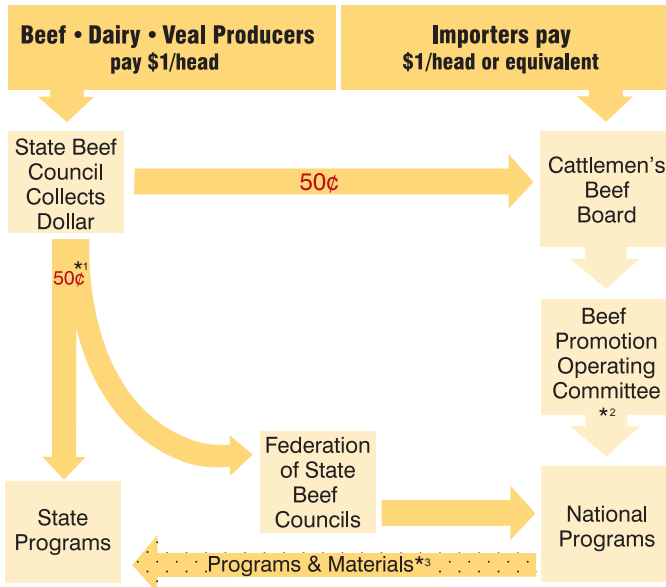 Beef • Dairy • Veal Producers
pay $1/head
Importers pay
$1/head or equivalent
State Beef
Council
Collects
Dollar
50¢
Cattlemen's
Beef
Board
50¢*1
Beef
Promotion
Operating
Committee
*2
Federation
of State
Beef
Councils
State
Programs
National
Programs
Programs & Materials*3